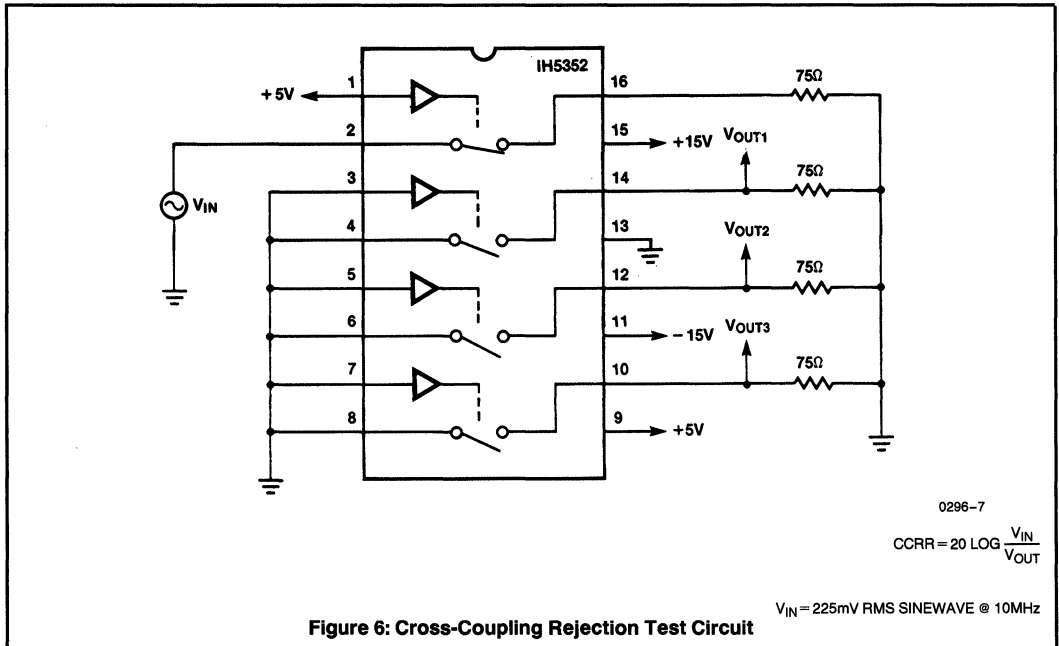 IH5352
1
+5V
2
3
4
5
6
7
8
VIN
16
15
+15V
14
13
12
11
-15V
10
9
+5V
75Ω
VOUT1
75Ω
VOUT2
75Ω
VOUT3
75Ω
0296-7
CCRR = 20 LOG VIN/VOUT
VIN = 225mV RMS SINEWAVE @ 10MHz
Figure 6: Cross-Coupling Rejection Test Circuit